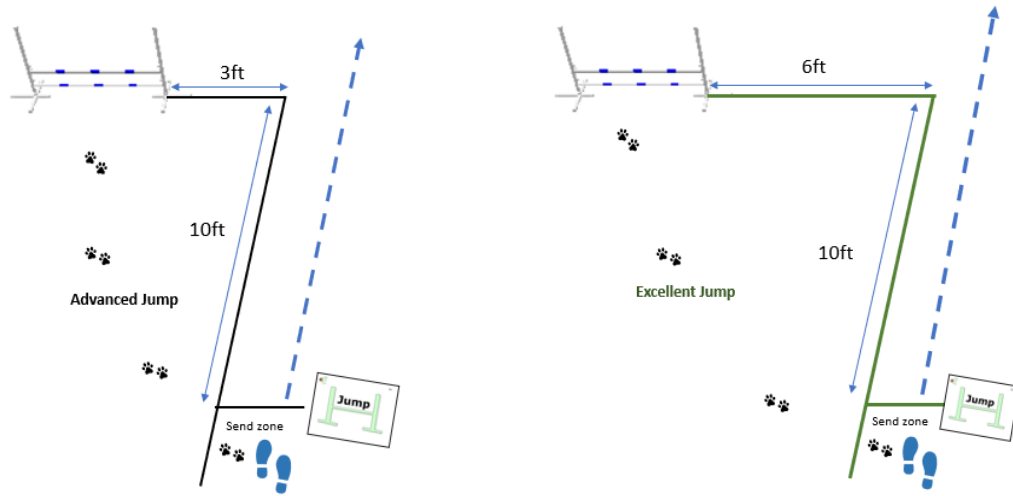 3ft
10ft
Advanced Jump
Jump
Send zone
6ft
10ft
Excellent Jump
Jump
Send zone